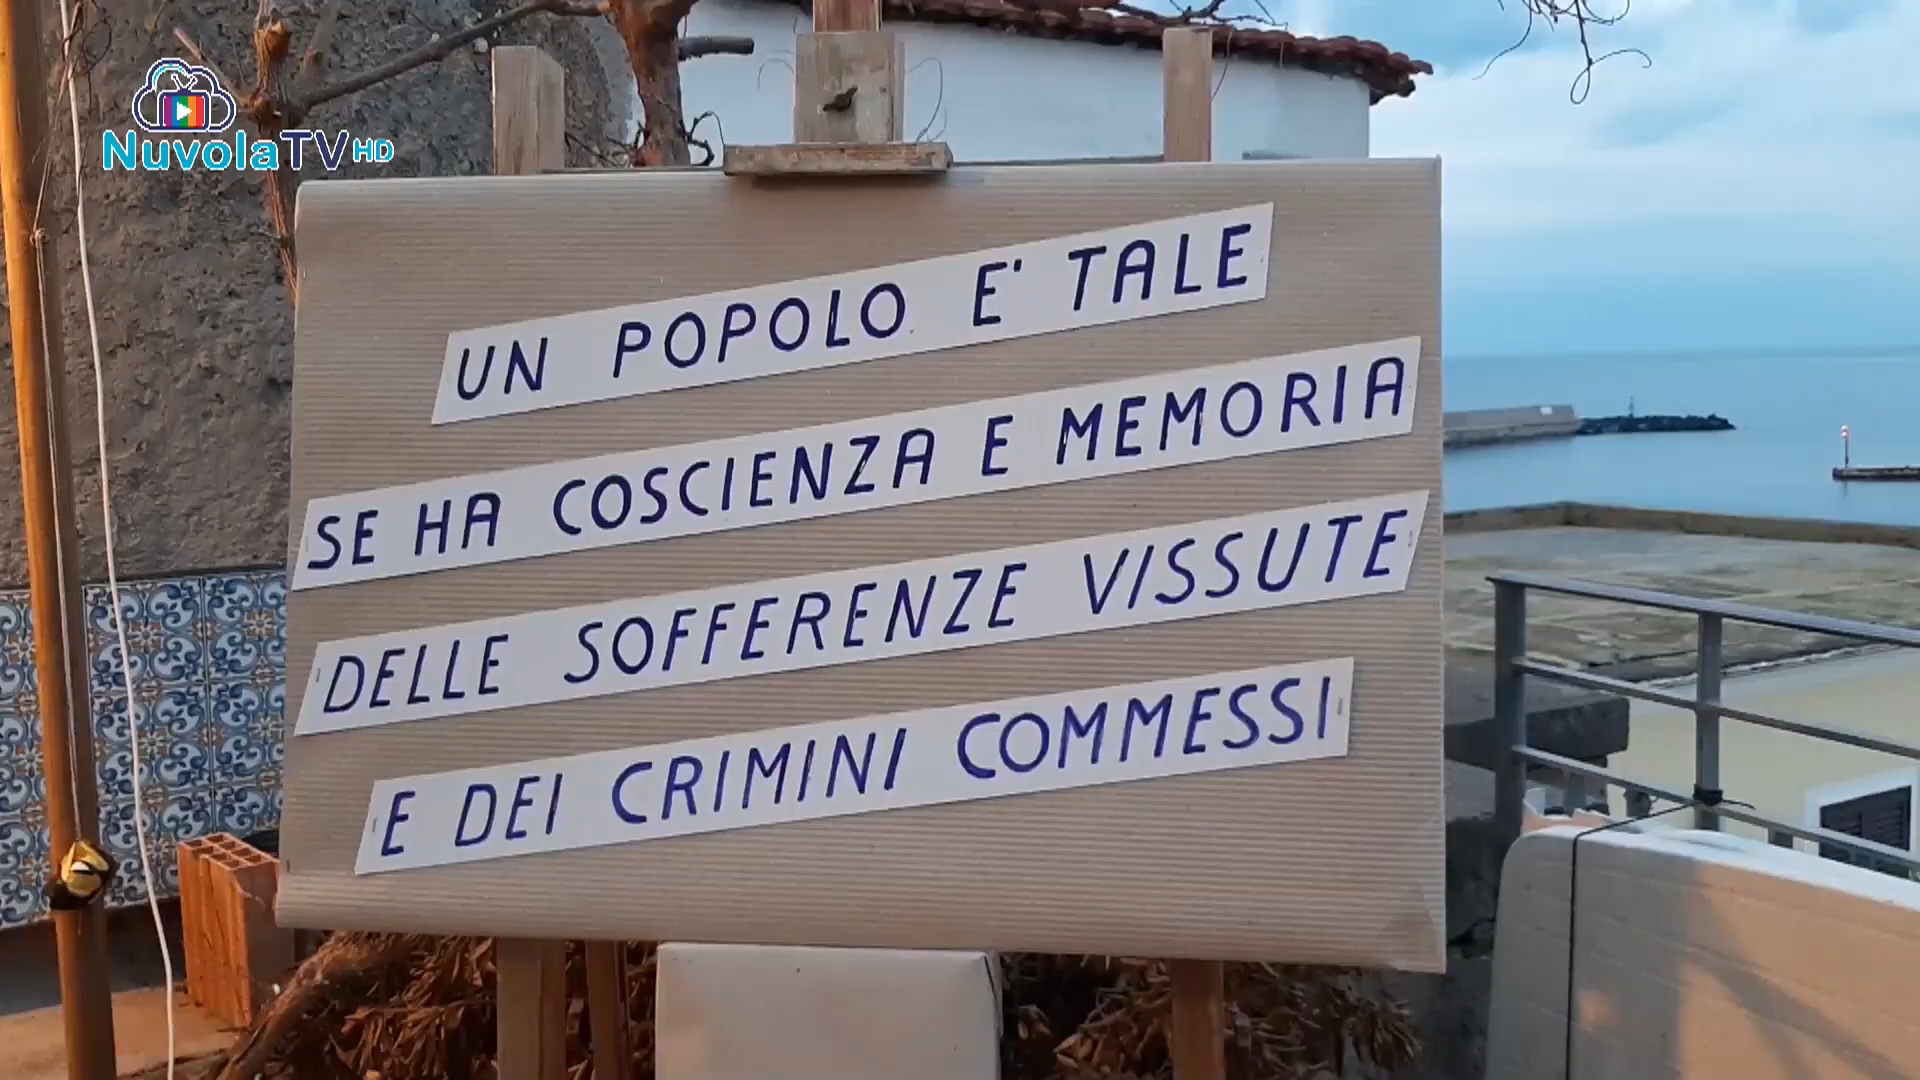 NuvolaTV HD
UN POPOLO E' TALE
SE HA COSCIENZA E MEMORIA
DELLE SOFFERENZE VISSUTE
E DEI CRIMINI COMMESSI